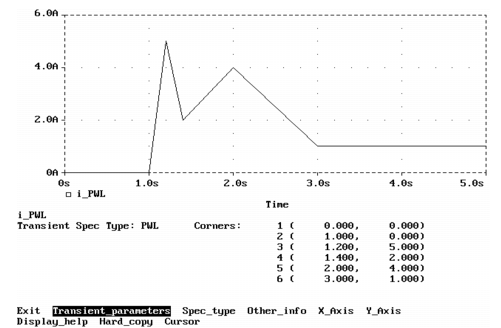 6.0A
4.0A
2.0A
0A
0s 1.0s 2.0s 3.0s 4.0s 5.0s
□ i_PWL
Time
i_PWL
Transient Spec Type: PWL Corners: 1 ( 0.000, 0.000)
2 ( 1.000, 0.000)
3 ( 1.200, 5.000)
4 ( 1.400, 2.000)
5 ( 2.000, 4.000)
6 ( 3.000, 1.000)
Exit Transient_parameters Spec_type Other_info X_Axis Y_Axis
Display_help Hard_copy Cursor